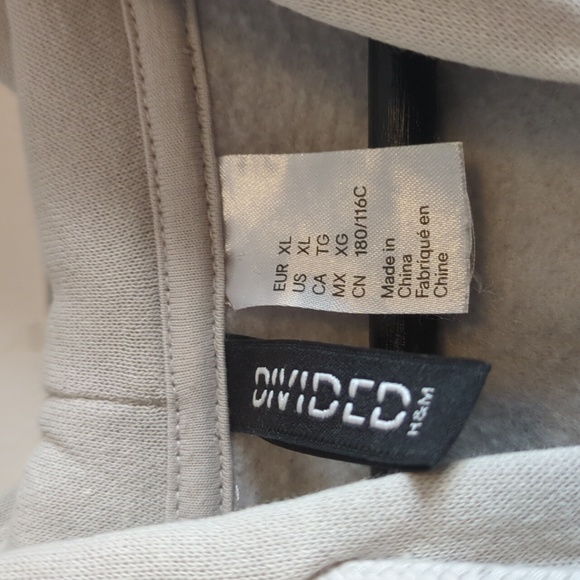 EUR XL
US XL
CA TG
MX XG
CN 180/116C
Made in
China
Fabriqué en
Chine
DIVIDED
H&M